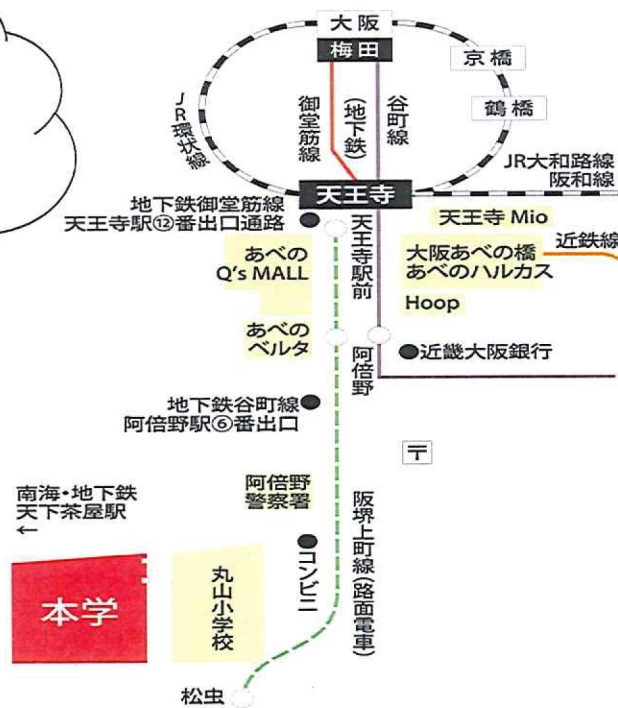 大阪
梅田
京橋
鶴橋
JR環状線
御堂筋線
(地下鉄)
谷町線
天王寺
JR大和路線
阪和線
地下鉄御堂筋線
天王寺駅⑫番出口通路
天王寺駅前
天王寺 Mio
近鉄線
あべの
Q's MALL
大阪あべの橋
あべのハルカス
Hoop
あべの
ベルタ
阿倍野
近畿大阪銀行
地下鉄谷町線
阿倍野駅⑥番出口
〒
阿倍野
警察署
南海・地下鉄
天下茶屋駅
←
コンビニ
阪堺上町線(路面電車)
本学
丸山小学校
松虫